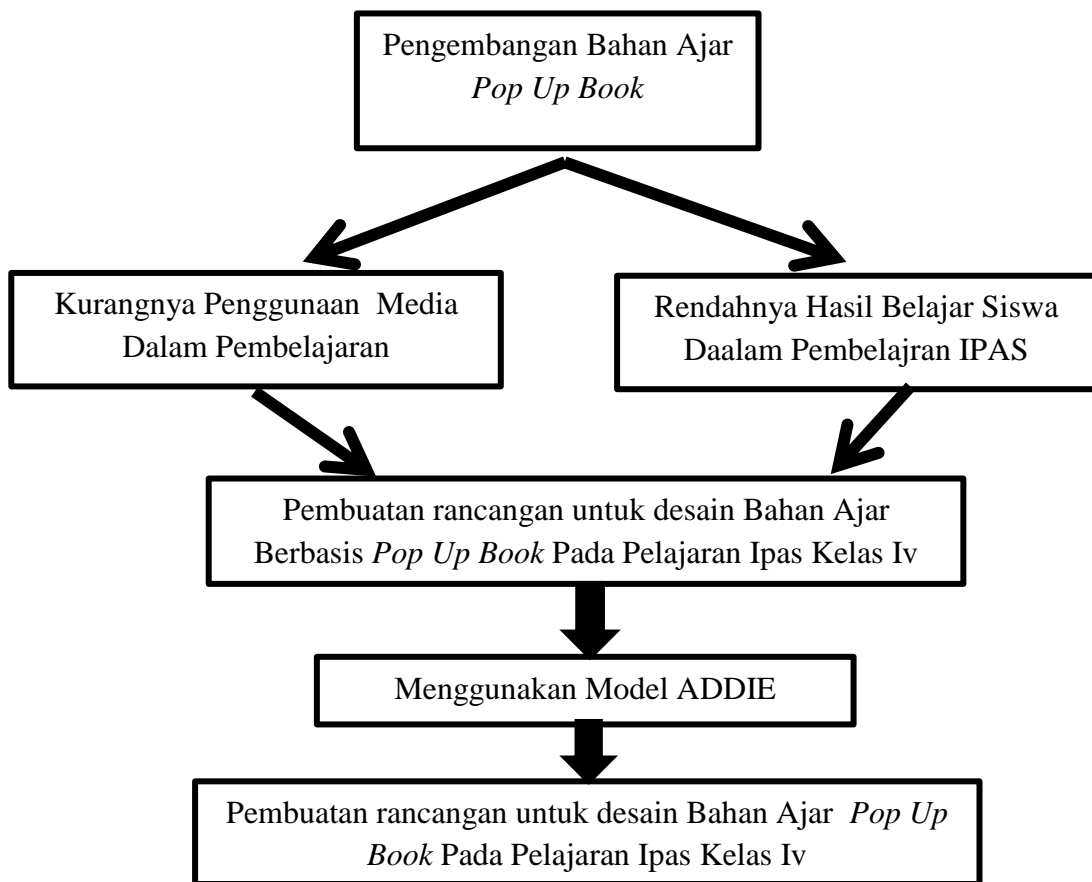 Pengembangan Bahan Ajar
Pop Up Book
Kurangnya Penggunaan  Media
Dalam Pembelajaran
Rendahnya Hasil Belajar Siswa
Daalam Pembelajran IPAS
Pembuatan rancangan untuk desain Bahan Ajar
Berbasis Pop Up Book Pada Pelajaran Ipas Kelas Iv
Menggunakan Model ADDIE
Pembuatan rancangan untuk desain Bahan Ajar  Pop Up
Book Pada Pelajaran Ipas Kelas Iv